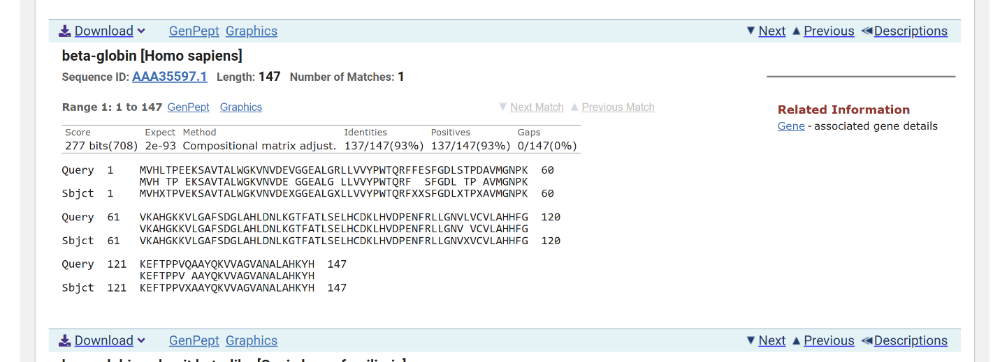 Download GenPept Graphics Next Previous Descriptions
beta-globin [Homo sapiens]
Sequence ID: AAA35597.1 Length: 147 Number of Matches: 1
Range 1: 1 to 147 GenPept Graphics Next Match Previous Match
Related Information
Gene - associated gene details
Score Expect Method Identities Positives Gaps
277 bits(708) 2e-93 Compositional matrix adjust. 137/147(93%) 137/147(93%) 0/147(0%)
Query 1 MVHLTPEEKSAVTALWGKVNVDEVGGEALGRLLVVYPWTQRFFESFGDLSTPDAVMGNPK 60
MVH TP EKSAVTALWGKVNVDE GGEALG LLVVYPWTQRF  SFGDL TP AVMGNPK
Sbjct 1 MVHXTPVEKSAVTALWGKVNVDEXGGEALGXLLVVYPWTQRFXXSFGDLXTPXAVMGNPK 60
Query 61 VKAHGKKVLGAFSDGLAHLDNLKGTFATLSELHCDKLHVDPENFRLLGNVLVCVLAHHFG 120
VKAHGKKVLGAFSDGLAHLDNLKGTFATLSELHCDKLHVDPENFRLLGNV VCVLAHHFG
Sbjct 61 VKAHGKKVLGAFSDGLAHLDNLKGTFATLSELHCDKLHVDPENFRLLGNVXVCVLAHHFG 120
Query 121 KEFTPPVQAAYQKVVAGVANALAHKYH 147
KEFTPPV AAYQKVVAGVANALAHKYH
Sbjct 121 KEFTPPVXAAYQKVVAGVANALAHKYH 147
Download GenPept Graphics Next Previous Descriptions